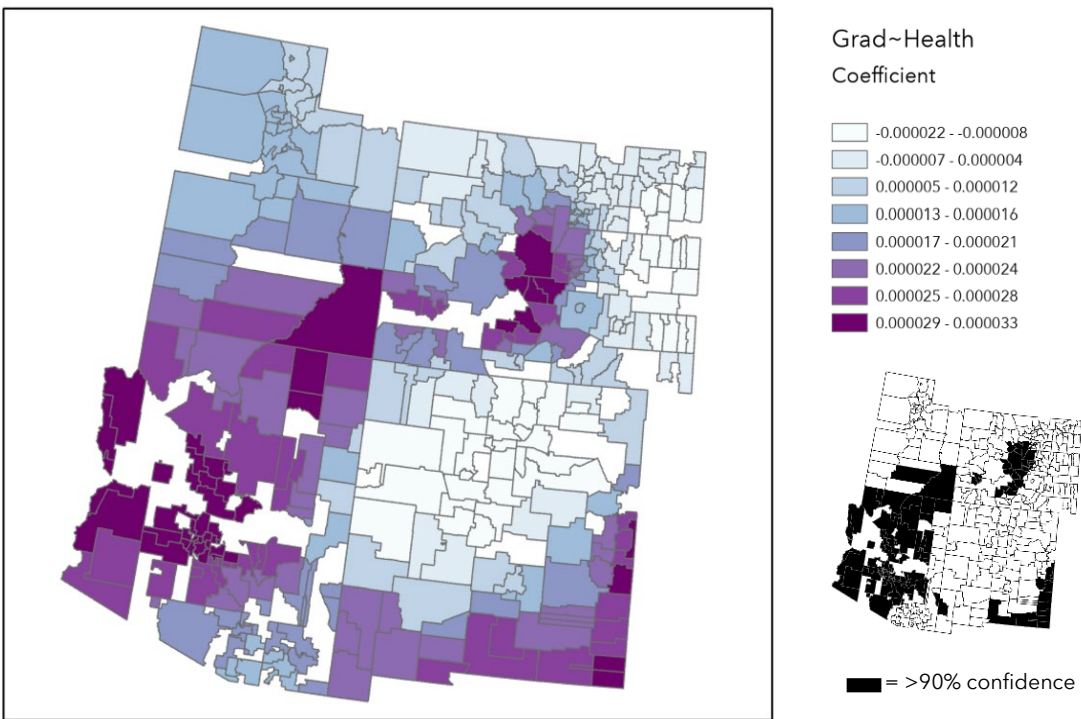 Grad~Health
Coefficient
-0.000022 - -0.000008
-0.000007 - 0.000004
0.000005 - 0.000012
0.000013 - 0.000016
0.000017 - 0.000021
0.000022 - 0.000024
0.000025 - 0.000028
0.000029 - 0.000033
= >90% confidence